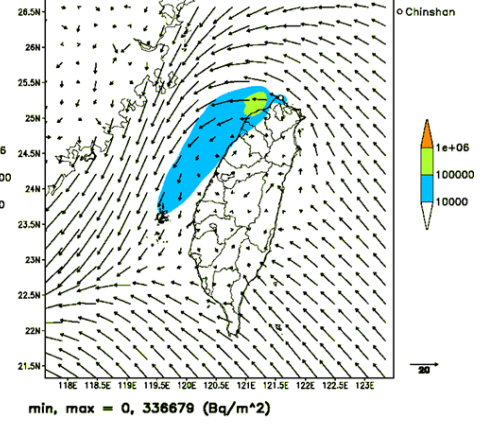 26.5N
Chinshan
26N
25.5N
25N
1e+06
24.5N
100000
24N
10000
23.5N
23N
22.5N
22N
21.5N
20
118E 118.5E 119E 119.5E 120E 120.5E 121E 121.5E 122E 122.5E 123E
min, max = 0, 336679 (Bq/m^2)